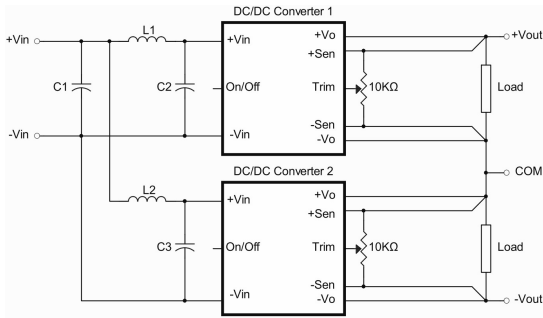 DC/DC Converter 1
+Vin
L1
+Vin
+Vo
+Vout
+Sen
C1
C2
On/Off
Trim
10KΩ
Load
-Vin
-Vin
-Sen
-Vo
COM
DC/DC Converter 2
L2
+Vin
+Vo
+Sen
C3
On/Off
Trim
10KΩ
Load
-Vin
-Sen
-Vo
-Vout